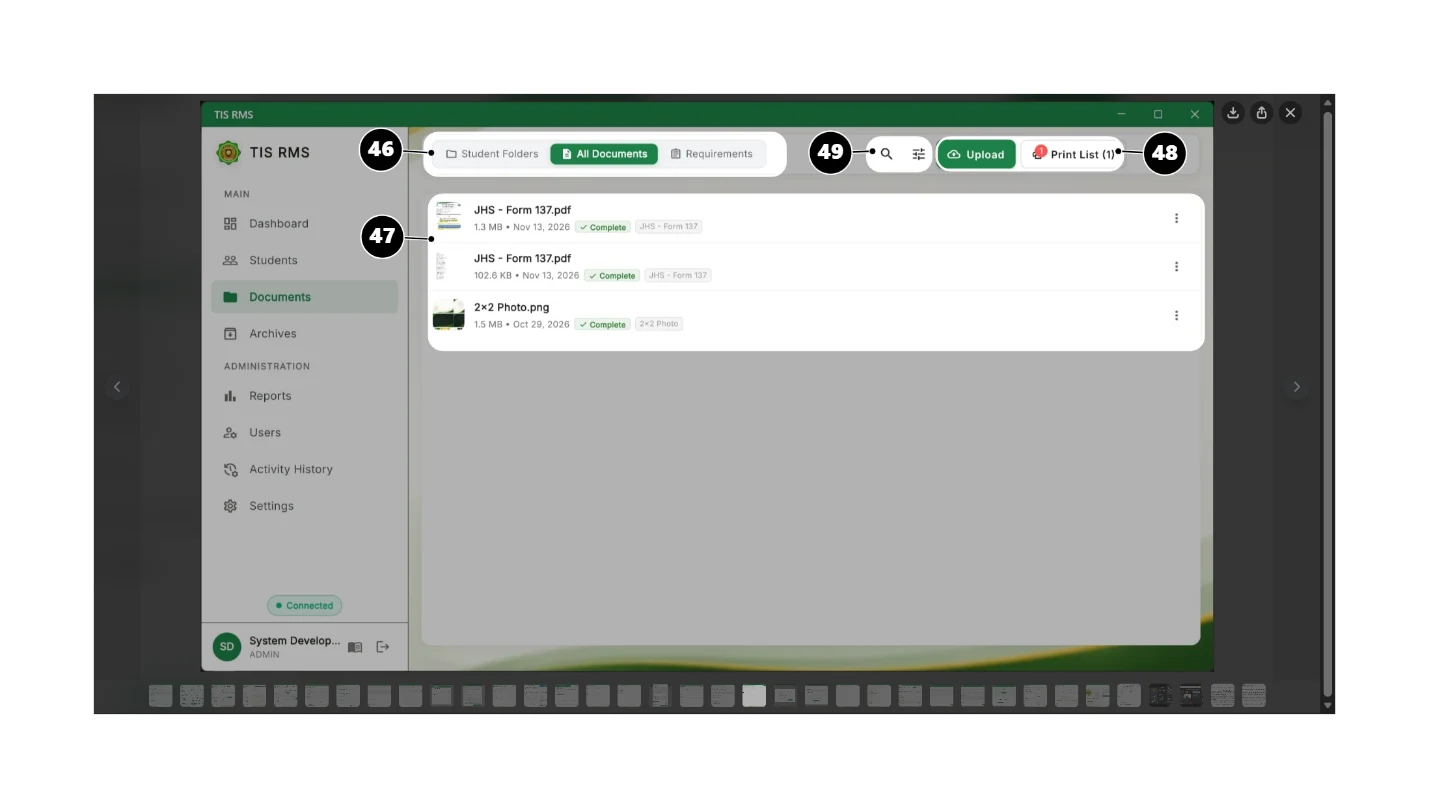 TIS RMS
TIS RMS
46
Student Folders
All Documents
Requirements
49
Upload
1
Print List (1)
48
MAIN
Dashboard
Students
Documents
Archives
ADMINISTRATION
Reports
Users
Activity History
Settings
47
JHS - Form 137.pdf
1.3 MB • Nov 13, 2026 ✓ Complete JHS - Form 137
JHS - Form 137.pdf
102.6 KB • Nov 13, 2026 ✓ Complete JHS - Form 137
2×2 Photo.png
1.5 MB • Oct 29, 2026 ✓ Complete 2×2 Photo
Connected
SD
System Develop...
ADMIN